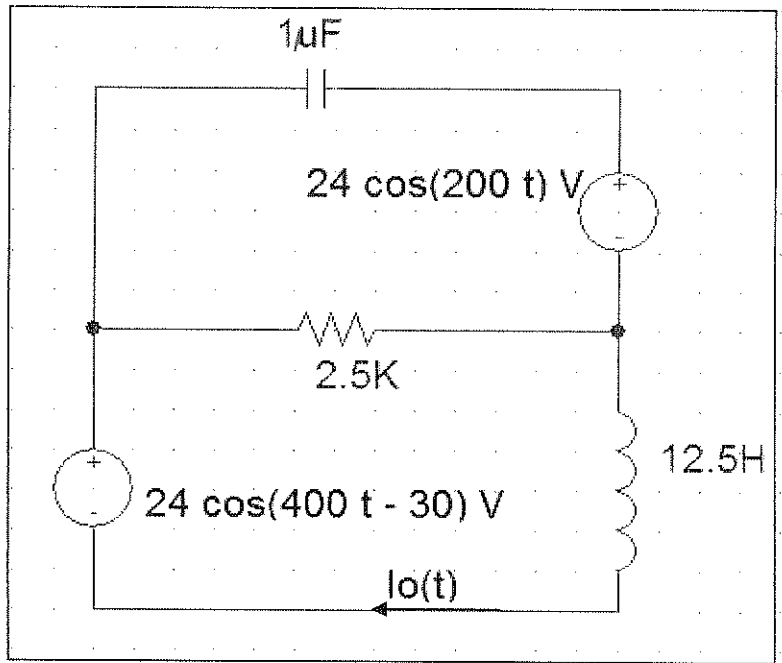 1µF
24 cos(200 t) V
+
-
2.5K
+
-
24 cos(400 t - 30) V
12.5H
Io(t)